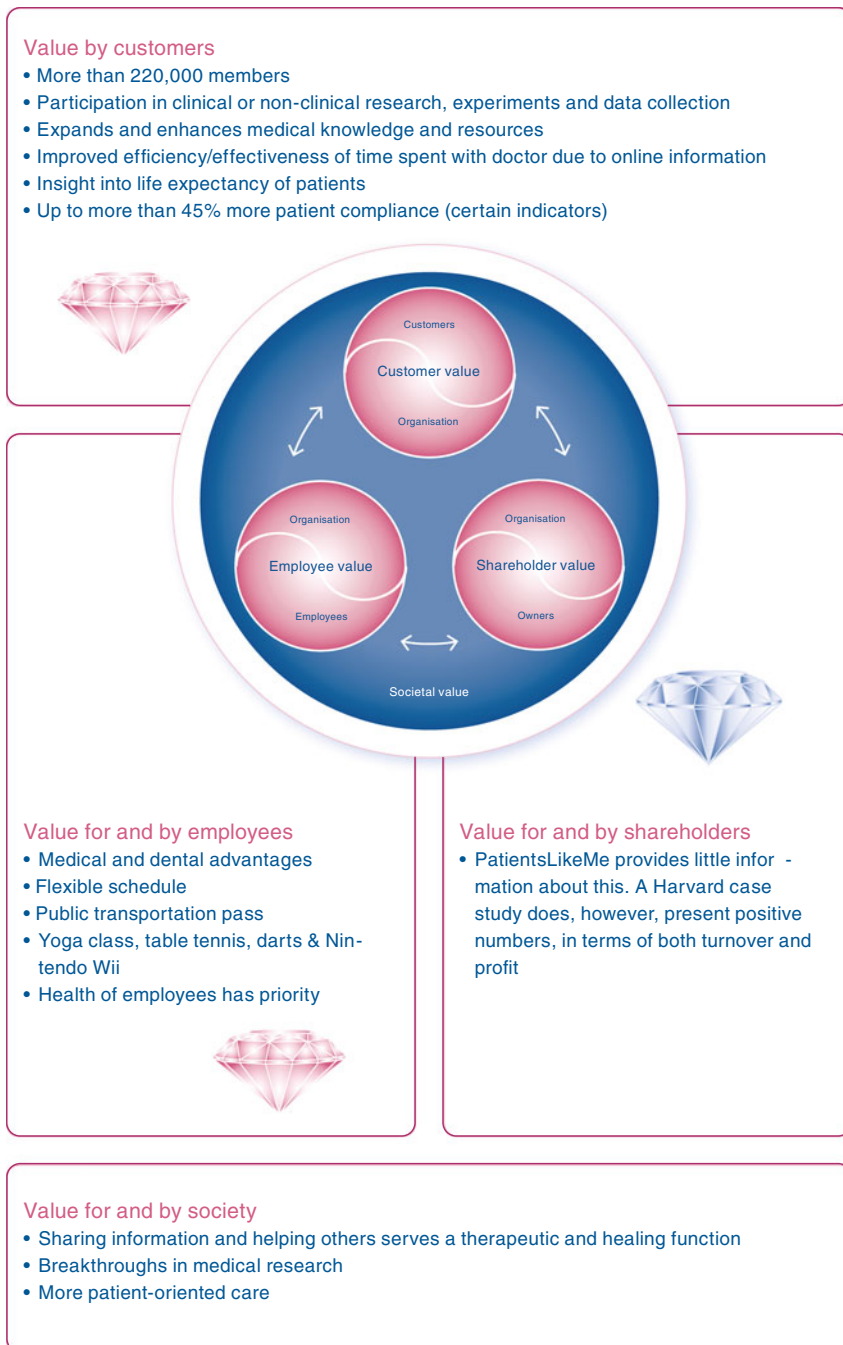 Value by customers
• More than 220,000 members
• Participation in clinical or non-clinical research, experiments and data collection
• Expands and enhances medical knowledge and resources
• Improved efficiency/effectiveness of time spent with doctor due to online information
• Insight into life expectancy of patients
• Up to more than 45% more patient compliance (certain indicators)
Customers
Customer value
Organisation
Organisation
Employee value
Employees
Organisation
Shareholder value
Owners
Societal value
Value for and by employees
• Medical and dental advantages
• Flexible schedule
• Public transportation pass
• Yoga class, table tennis, darts & Nin-
tendo Wii
• Health of employees has priority
Value for and by shareholders
• PatientsLikeMe provides little infor -
mation about this. A Harvard case
study does, however, present positive
numbers, in terms of both turnover and
profit
Value for and by society
• Sharing information and helping others serves a therapeutic and healing function
• Breakthroughs in medical research
• More patient-oriented care